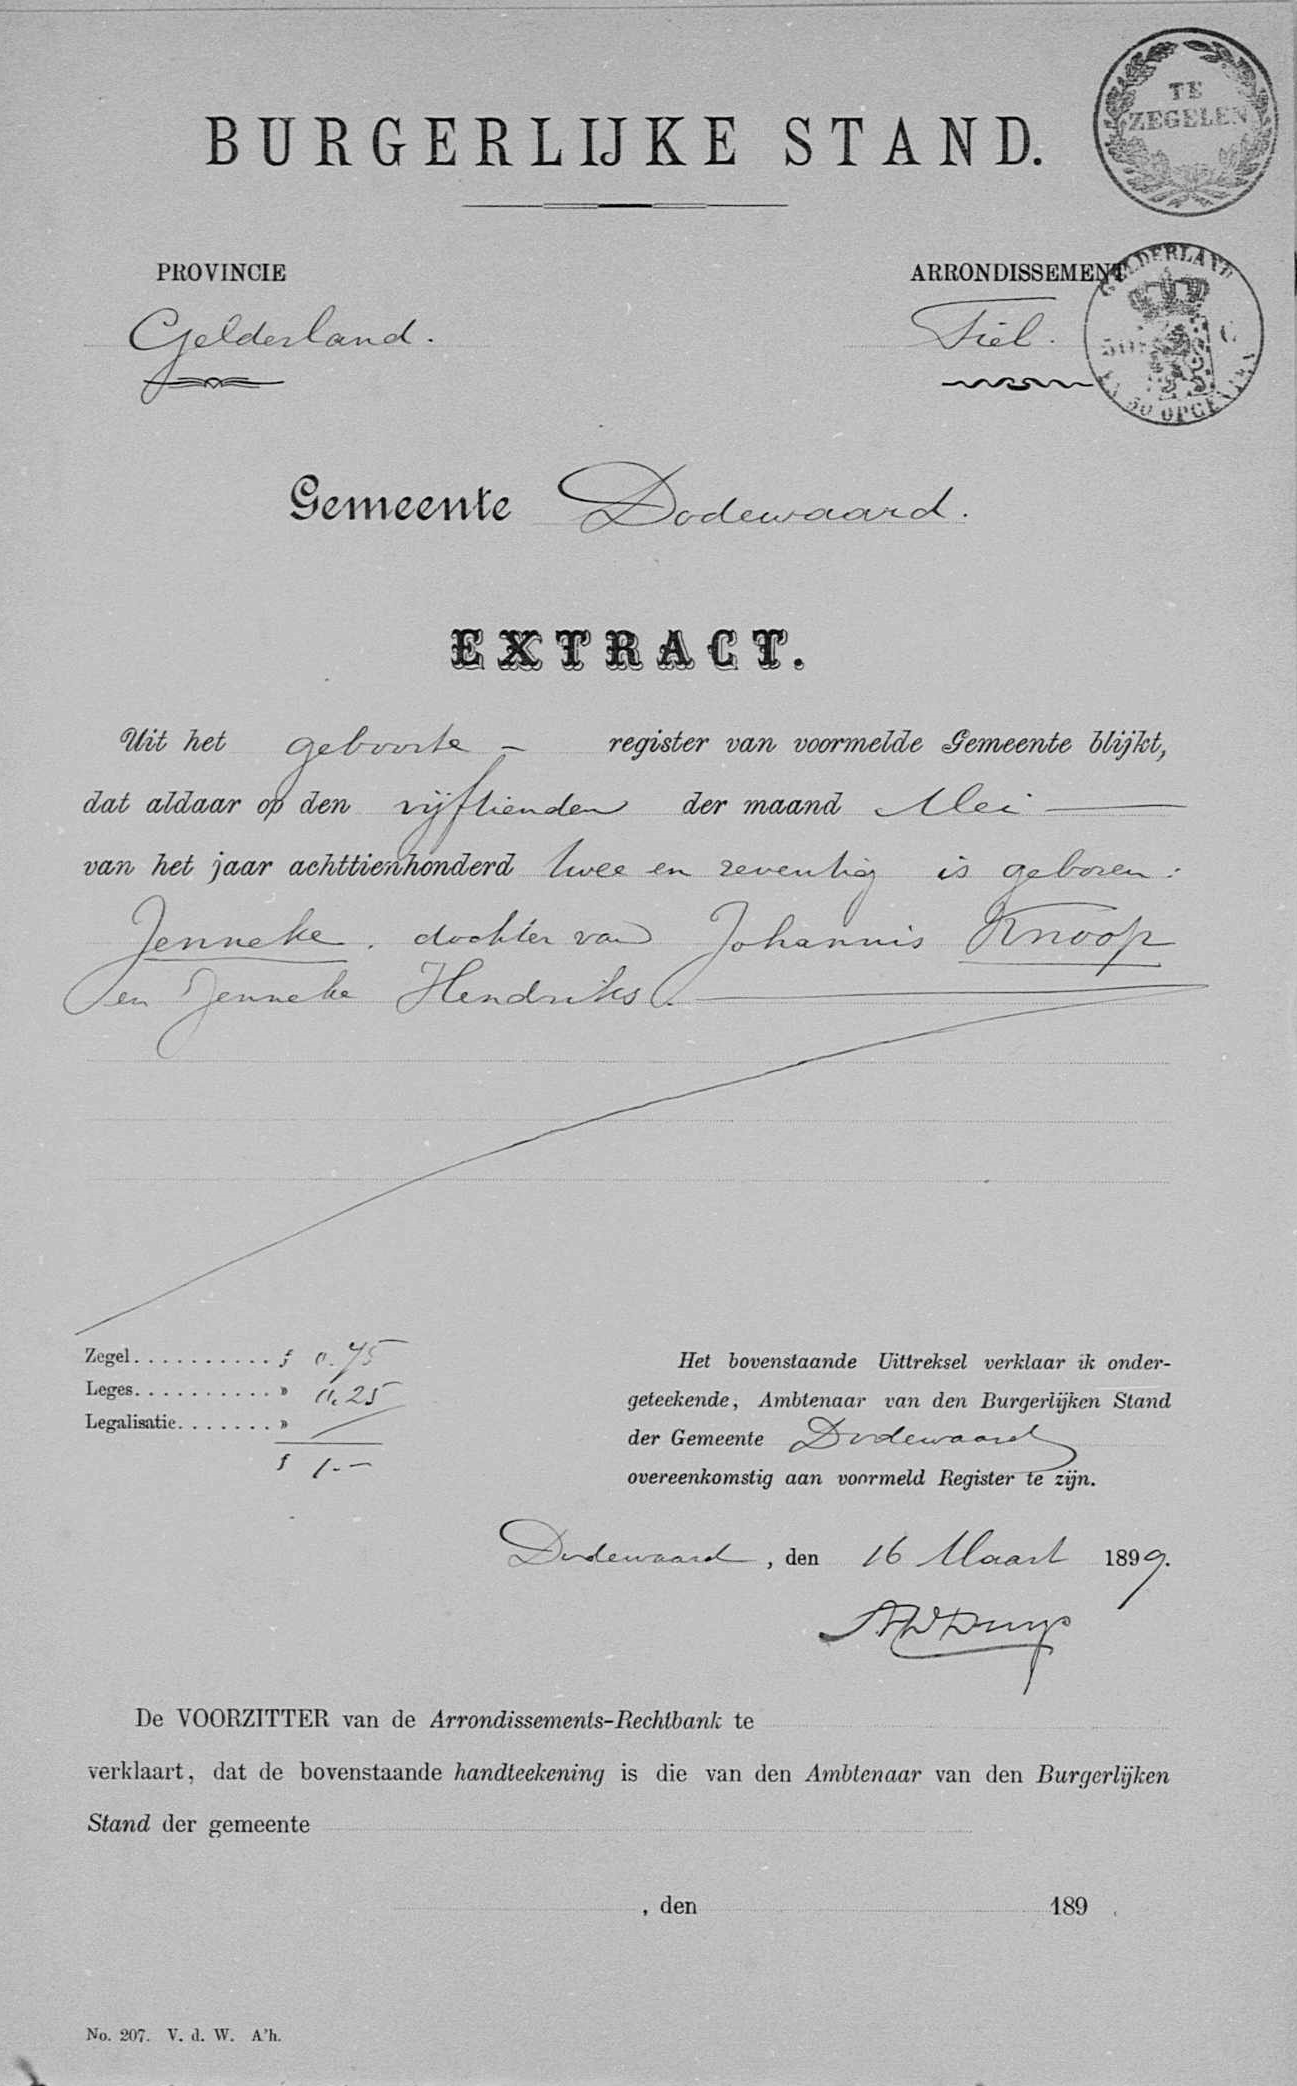 TE
ZEGELEN
BURGERLIJKE STAND.
PROVINCIE
ARRONDISSEMENT
GELDERLAND
Gelderland.
Tiel.
50 C
EN 50 OPCENTEN
Gemeente Dodewaard.
EXTRACT.
Uit het geboorte - register van voormelde Gemeente blijkt,
dat aldaar op den vijftienden der maand Mei
van het jaar achttienhonderd twee en zeventig is geboren:
Jenneke, dochter van Johannis Knoop
en Jenneke Hendriks.
Zegel........... f 0.75
Leges........... » 0.25
Legalisatie....... »
f 1.-
Het bovenstaande Uittreksel verklaar ik onder-
geteekende, Ambtenaar van den Burgerlijken Stand
der Gemeente Dodewaard
overeenkomstig aan voormeld Register te zijn.
Dodewaard, den 16 Maart 1899.
De VOORZITTER van de Arrondissements-Rechtbank te
verklaart, dat de bovenstaande handteekening is die van den Ambtenaar van den Burgerlijken
Stand der gemeente
, den 189 .
No. 207. V. d. W. A'h.